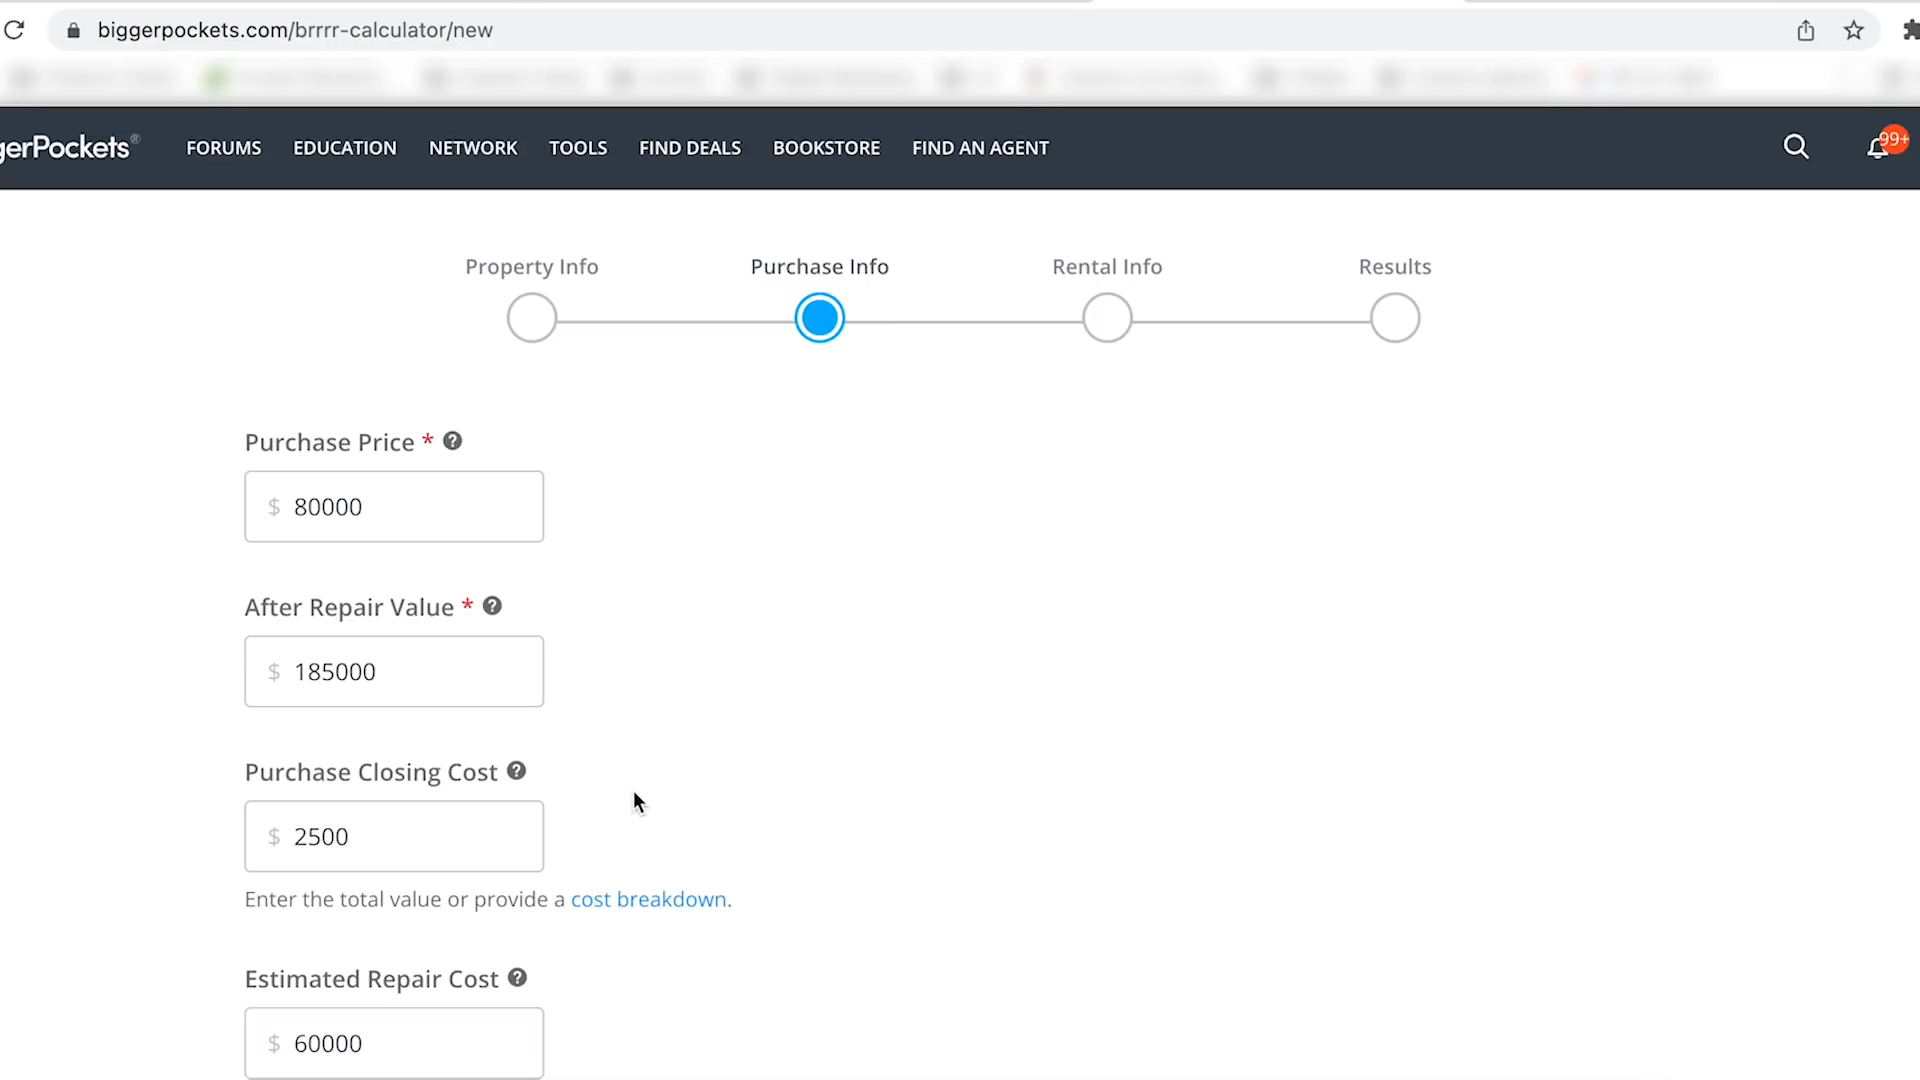 biggerpockets.com/brrrr-calculator/new
gerPockets®
FORUMS EDUCATION NETWORK TOOLS FIND DEALS BOOKSTORE FIND AN AGENT
99+
Property Info Purchase Info Rental Info Results
Purchase Price * ?
$ 80000
After Repair Value * ?
$ 185000
Purchase Closing Cost ?
$ 2500
Enter the total value or provide a cost breakdown.
Estimated Repair Cost ?
$ 60000